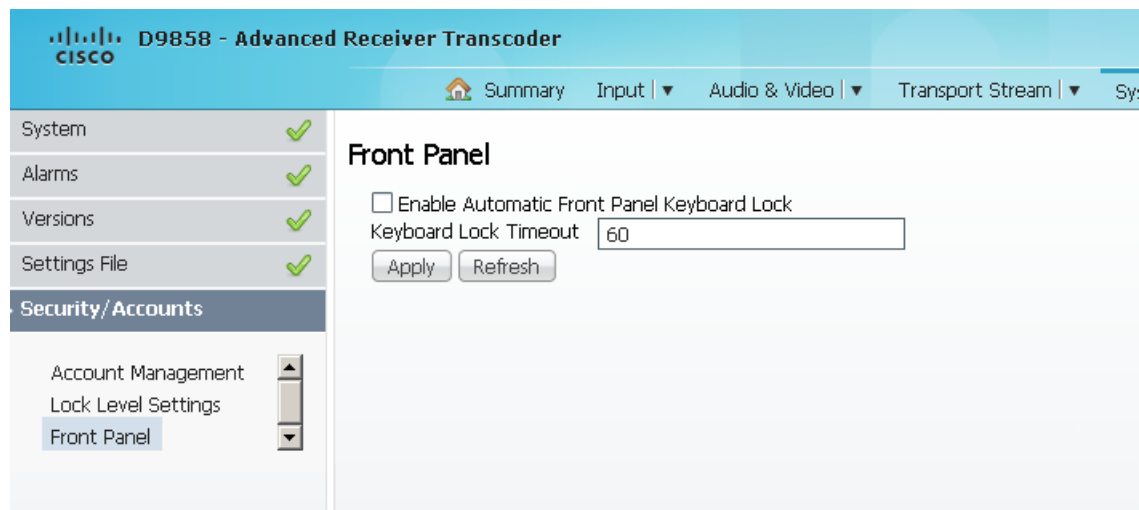 CISCO
D9858 - Advanced Receiver Transcoder
Summary Input Audio & Video Transport Stream Sys
System
Alarms
Versions
Settings File
Security/Accounts
Account Management
Lock Level Settings
Front Panel
Front Panel
Enable Automatic Front Panel Keyboard Lock
Keyboard Lock Timeout 60
Apply Refresh